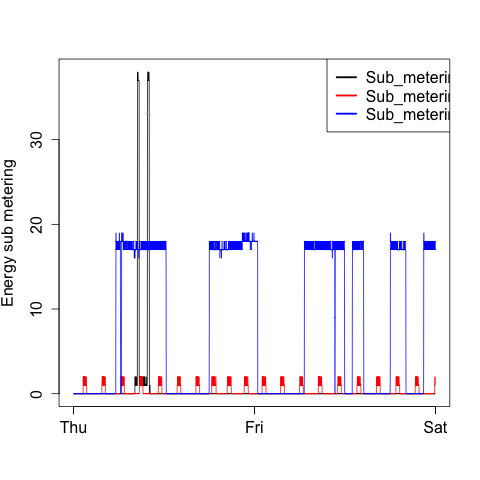 Sub_meterin
Sub_meterin
Sub_meterin
Energy sub metering
30
20
10
0
Thu Fri Sat